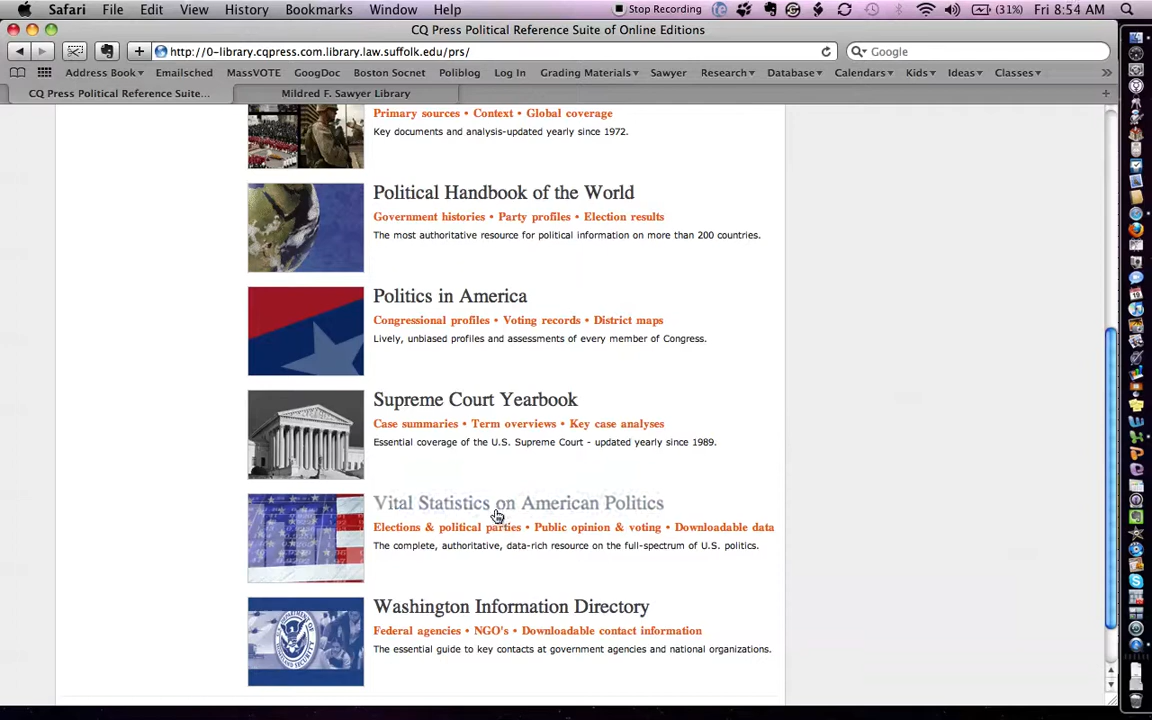 Safari File Edit View History Bookmarks Window Help Stop Recording (31%) Fri 8:54 AM
CQ Press Political Reference Suite of Online Editions
http://0-library.cqpress.com.library.law.suffolk.edu/prs/ Google
Address Book Emailsched MassVOTE GoogDoc Boston Socnet Poliblog Log In Grading Materials Sawyer Research Database Calendars Kids Ideas Classes
CQ Press Political Reference Suite... Mildred F. Sawyer Library
Primary sources • Context • Global coverage
Key documents and analysis-updated yearly since 1972.
Political Handbook of the World
Government histories • Party profiles • Election results
The most authoritative resource for political information on more than 200 countries.
Politics in America
Congressional profiles • Voting records • District maps
Lively, unbiased profiles and assessments of every member of Congress.
Supreme Court Yearbook
Case summaries • Term overviews • Key case analyses
Essential coverage of the U.S. Supreme Court - updated yearly since 1989.
Vital Statistics on American Politics
Elections & political parties • Public opinion & voting • Downloadable data
The complete, authoritative, data-rich resource on the full-spectrum of U.S. politics.
Washington Information Directory
Federal agencies • NGO's • Downloadable contact information
The essential guide to key contacts at government agencies and national organizations.